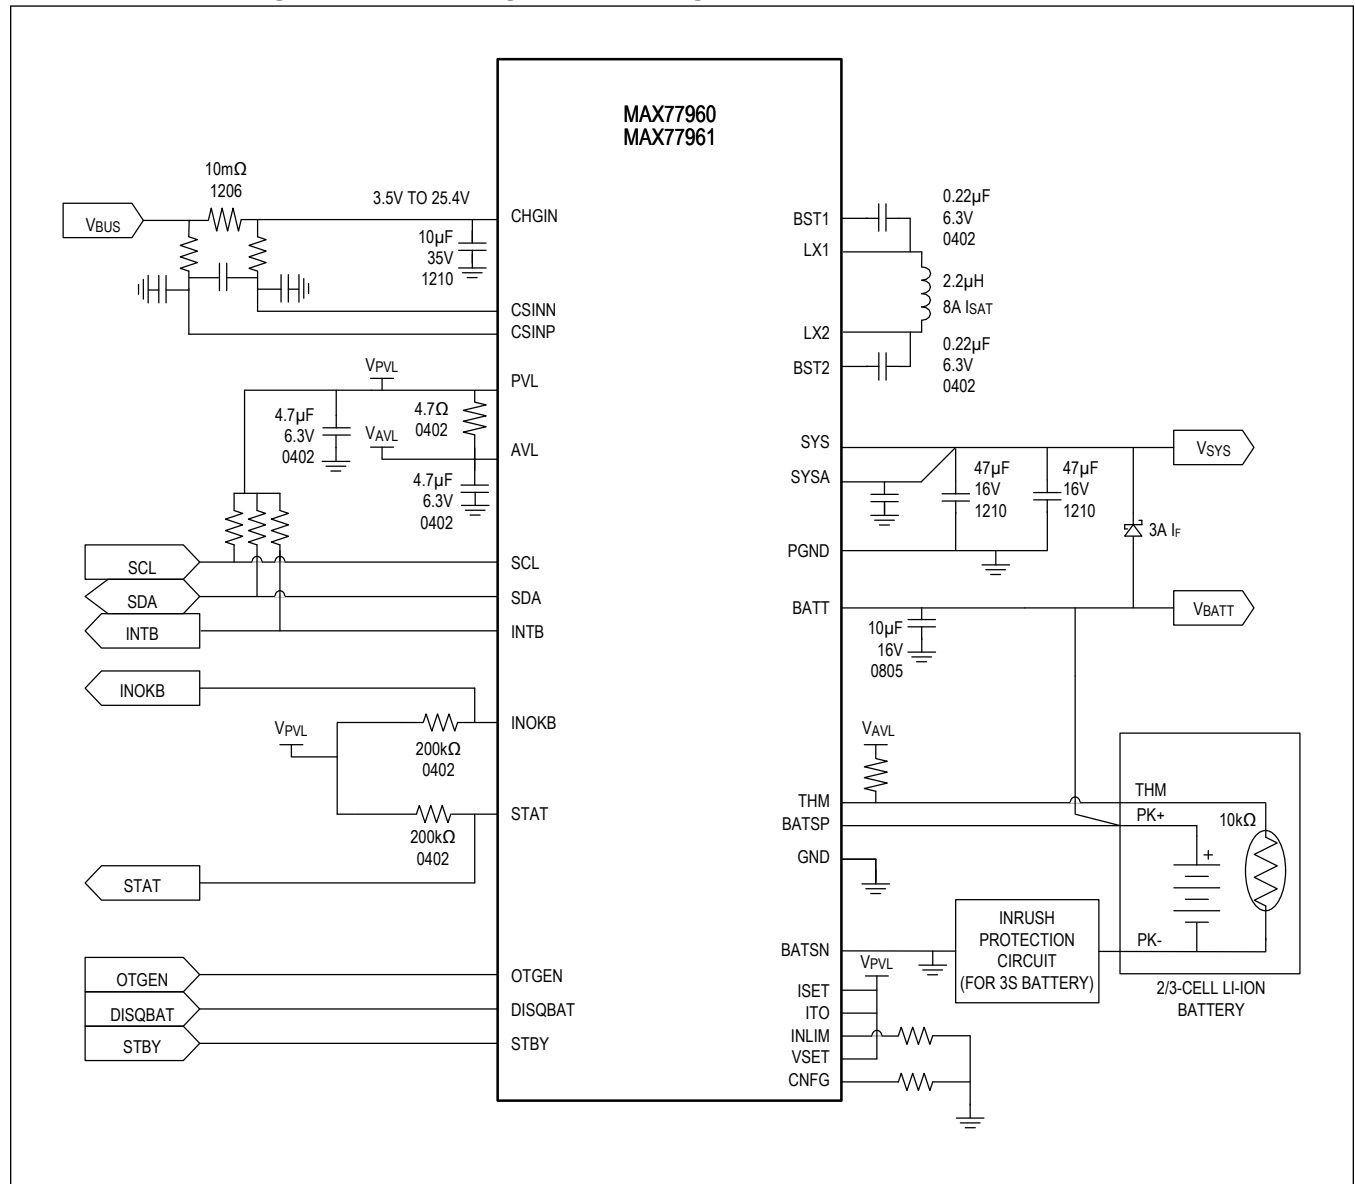 MAX77960
MAX77961
10mΩ
1206
3.5V TO 25.4V
VBUS
CHGIN
10µF
35V
1210
CSINN
CSINP
VPVL
PVL
4.7µF
6.3V
0402
4.7Ω
0402
VAVL
AVL
4.7µF
6.3V
0402
SCL
SCL
SDA
SDA
INTB
INTB
INOKB
INOKB
VPVL
200kΩ
0402
STAT
200kΩ
0402
STAT
OTGEN
OTGEN
DISQBAT
DISQBAT
STBY
STBY
BST1
0.22µF
6.3V
0402
LX1
2.2µH
8A ISAT
LX2
0.22µF
6.3V
0402
BST2
SYS
VSYS
SYSA
47µF
16V
1210
47µF
16V
1210
3A IF
PGND
BATT
VBATT
10µF
16V
0805
VAVL
THM
THM
BATSP
PK+
10kΩ
+
GND
INRUSH
PROTECTION
CIRCUIT
(FOR 3S BATTERY)
BATSN
PK-
2/3-CELL LI-ION
BATTERY
VPVL
ISET
ITO
INLIM
VSET
CNFG